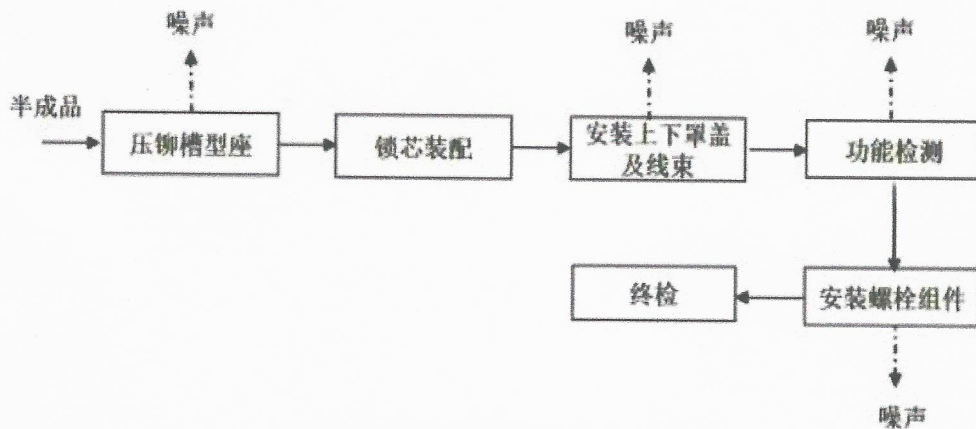 噪声
噪声
噪声
半成品
压铆槽型座
锁芯装配
安装上下罩盖
及线束
功能检测
终检
安装螺栓组件
噪声